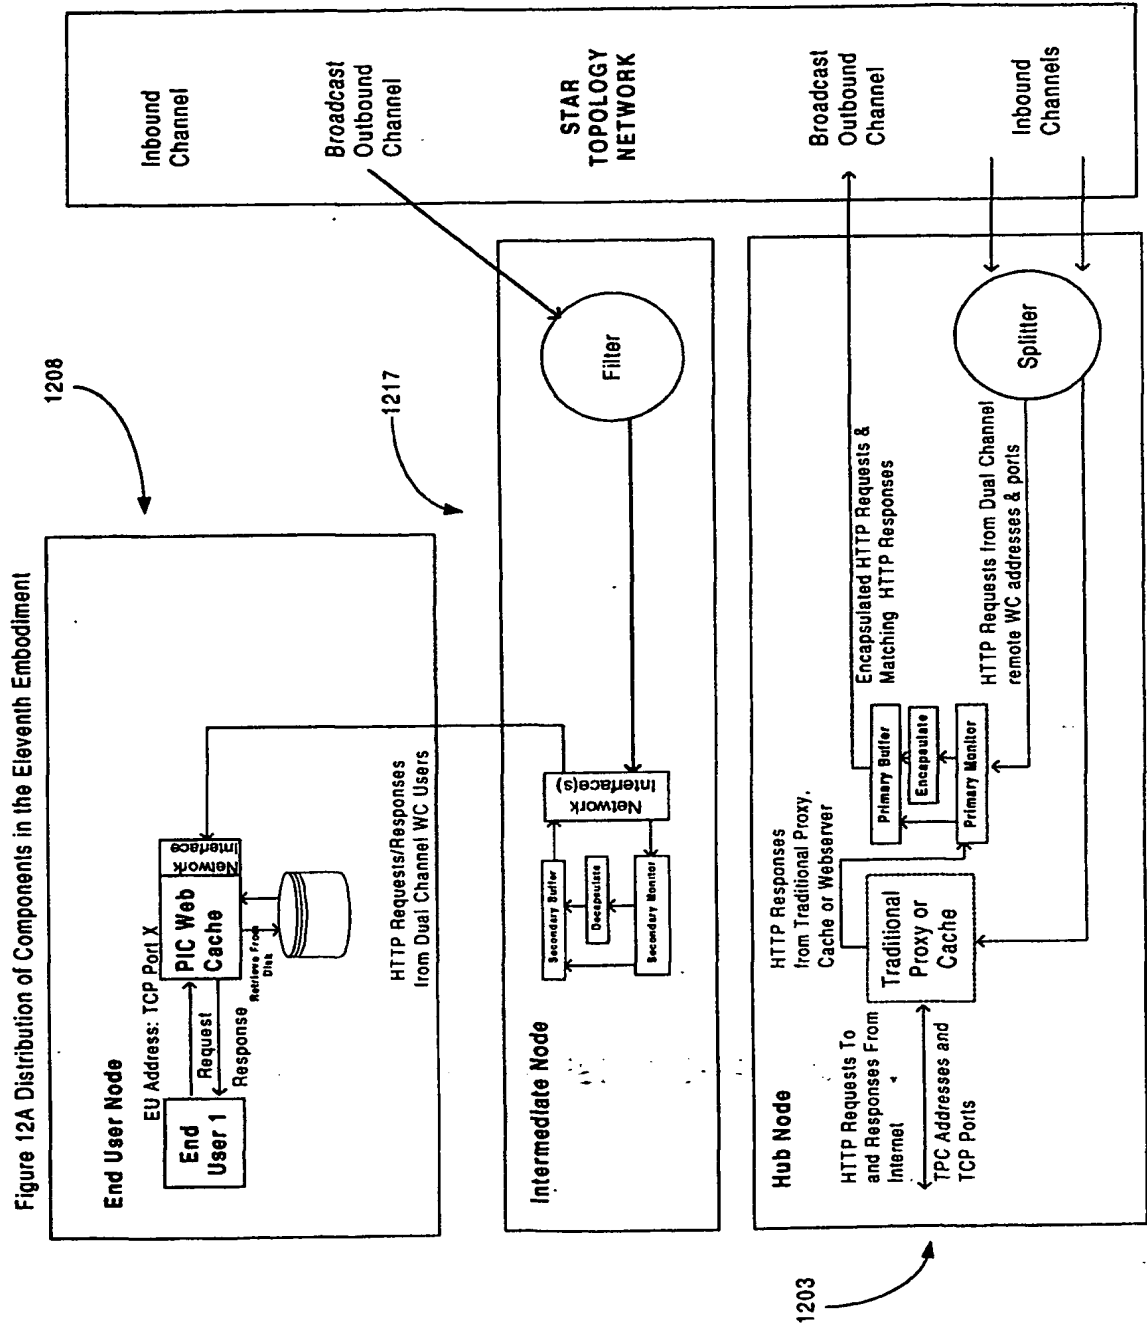 Figure 12A Distribution of Components in the Eleventh Embodiment
End User Node
EU Address: TCP Port X
End
User 1
Request
Response
PIC Web
Cache
Network
Interface
Retrieve From
Disk
HTTP Requests/Responses
from Dual Channel WC Users
1208
1217
Intermediate Node
Secondary Buffer
Decapsulate
Secondary Monitor
Network
Interface(s)
Filter
Hub Node
HTTP Requests To
and Responses From
Internet
TPC Addresses and
TCP Ports
HTTP Responses
from Traditional Proxy,
Cache or Webserver
Traditional
Proxy or
Cache
Primary Buffer
Encapsulate
Primary Monitor
Encapsulated HTTP Requests &
Matching HTTP Responses
HTTP Requests from Dual Channel
remote WC addresses & ports
Splitter
1203
Inbound
Channel
Broadcast
Outbound
Channel
STAR
TOPOLOGY
NETWORK
Broadcast
Outbound
Channel
Inbound
Channels